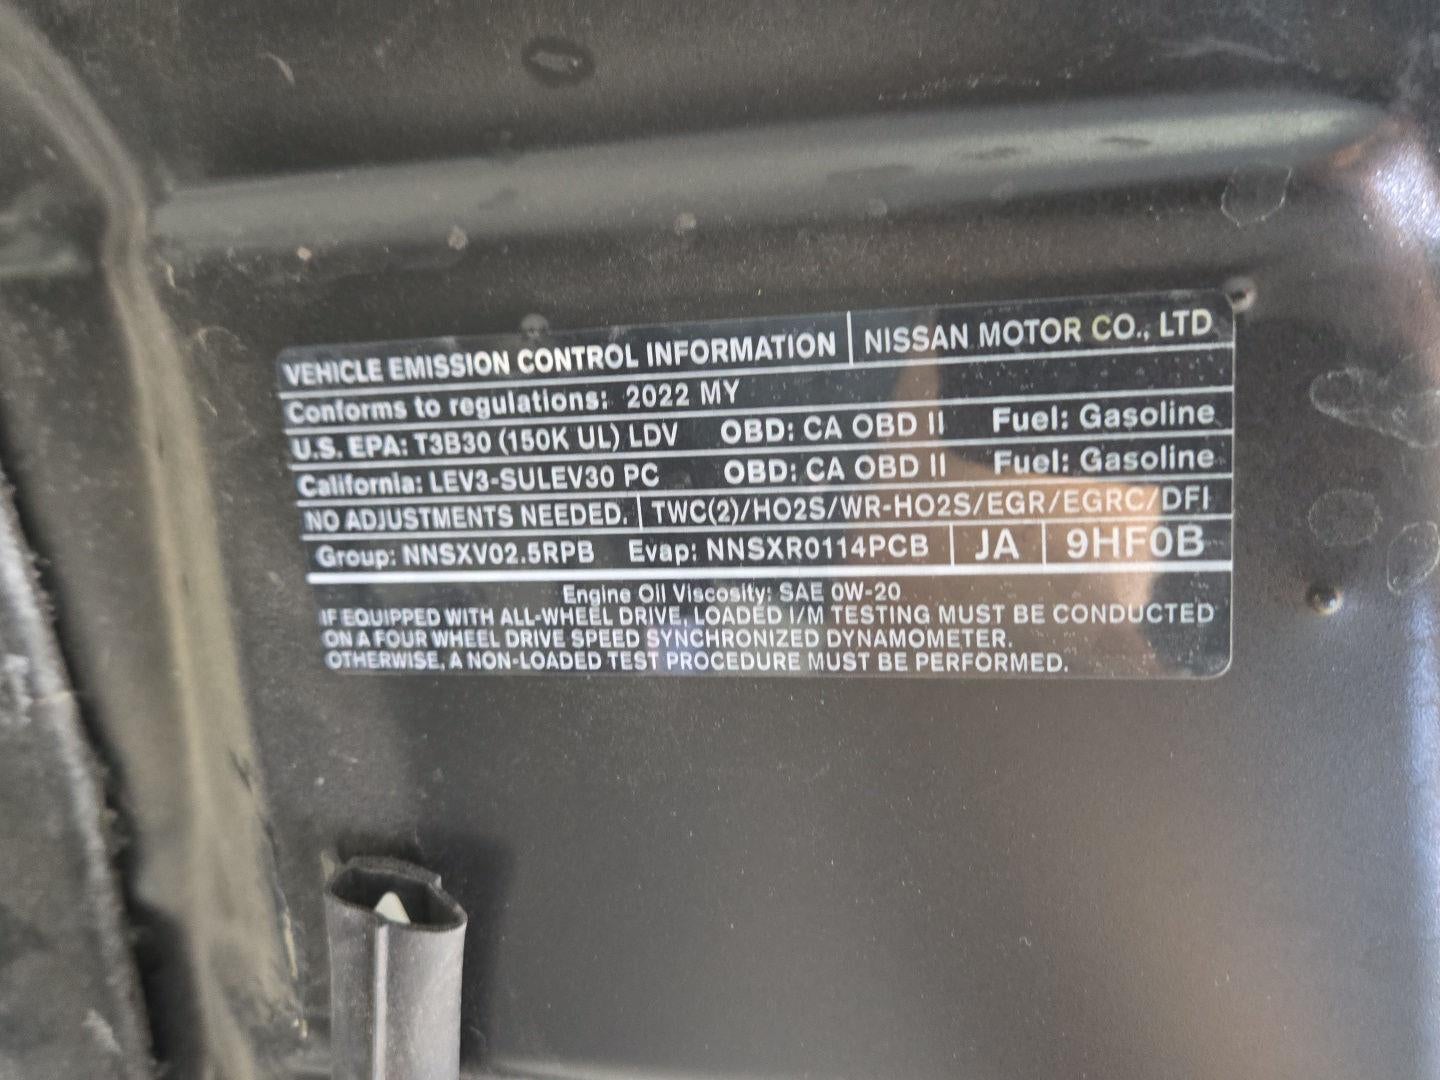 VEHICLE EMISSION CONTROL INFORMATION NISSAN MOTOR CO., LTD
Conforms to regulations: 2022 MY
U.S. EPA: T3B30 (150K UL) LDV OBD: CA OBD II Fuel: Gasoline
California: LEV3-SULEV30 PC OBD: CA OBD II Fuel: Gasoline
NO ADJUSTMENTS NEEDED. TWC(2)/HO2S/WR-HO2S/EGR/EGRC/DFI
Group: NNSXV02.5RPB Evap: NNSXR0114PCB JA 9HF0B
Engine Oil Viscosity: SAE 0W-20
IF EQUIPPED WITH ALL-WHEEL DRIVE, LOADED I/M TESTING MUST BE CONDUCTED
ON A FOUR WHEEL DRIVE SPEED SYNCHRONIZED DYNAMOMETER.
OTHERWISE, A NON-LOADED TEST PROCEDURE MUST BE PERFORMED.